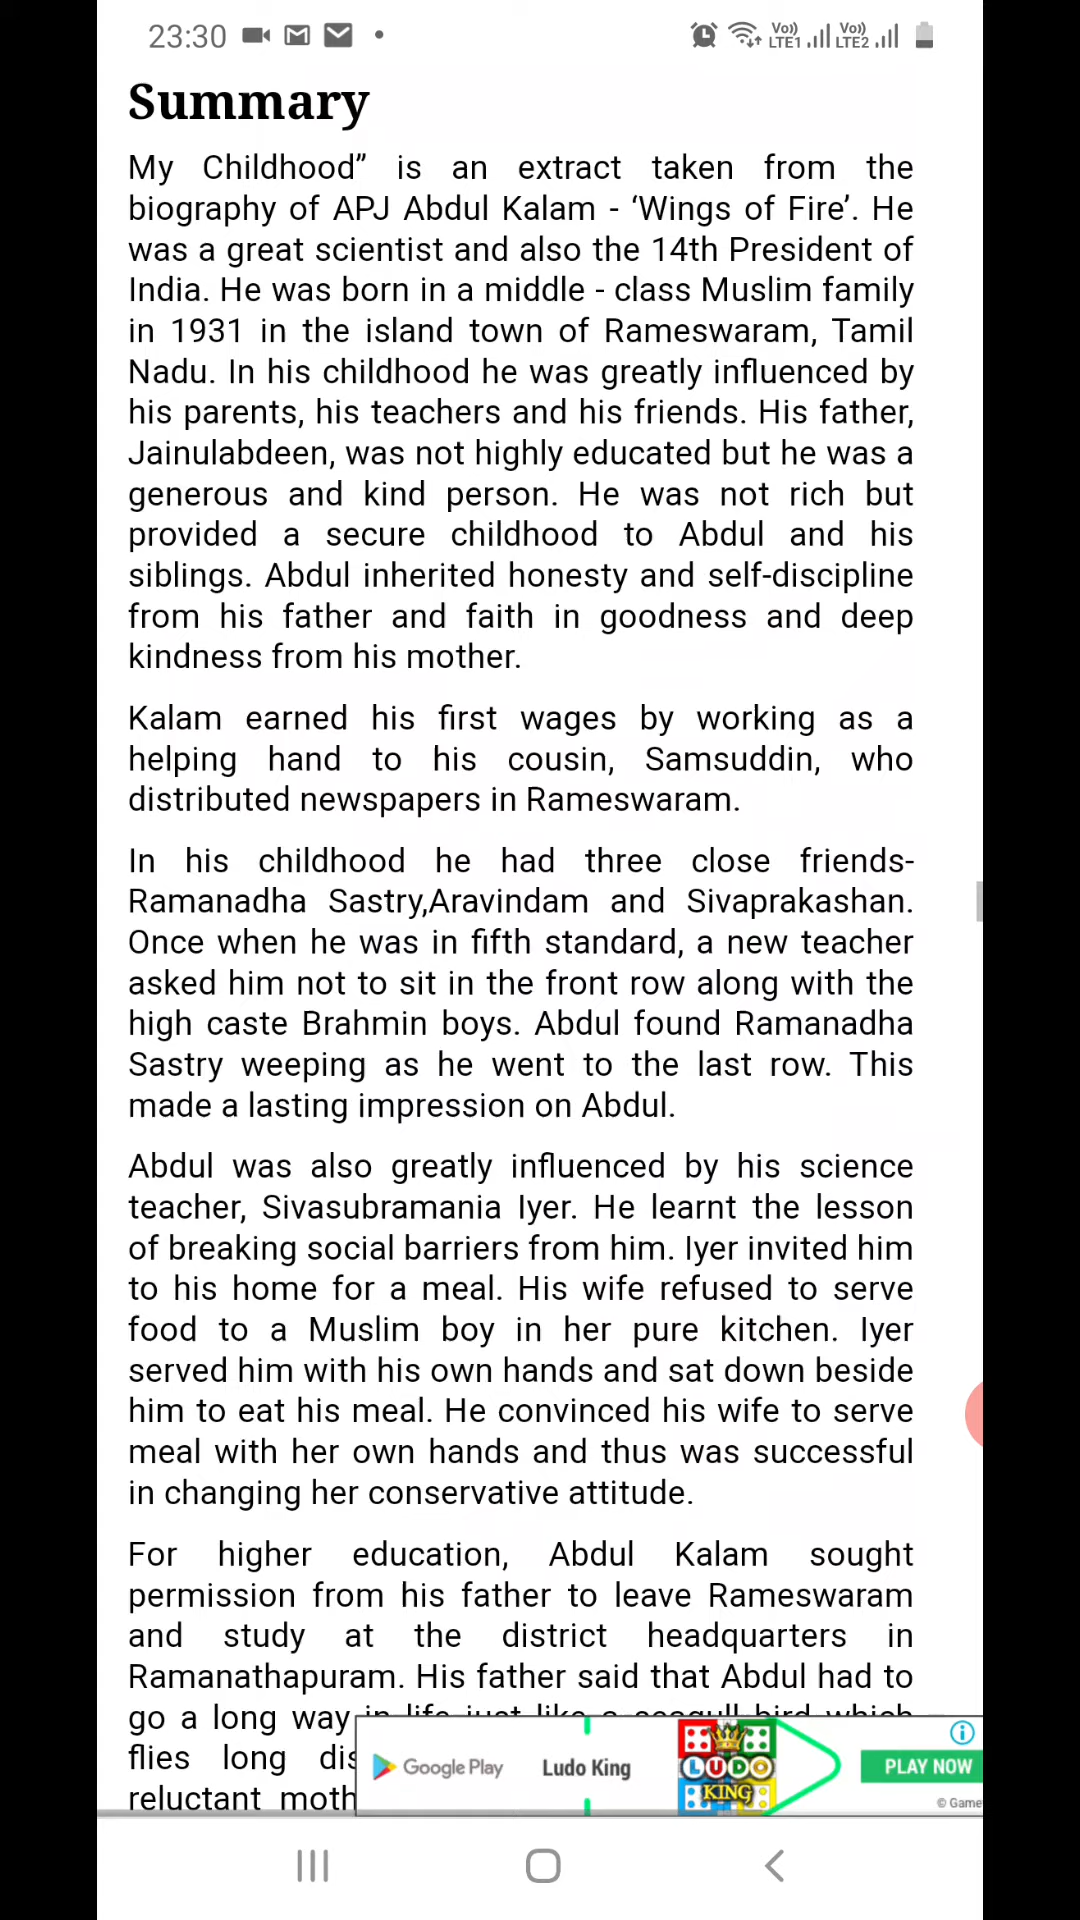 23:30
Vo)) LTE1 Vo)) LTE2
Summary
My Childhood” is an extract taken from the
biography of APJ Abdul Kalam - ‘Wings of Fire’. He
was a great scientist and also the 14th President of
India. He was born in a middle - class Muslim family
in 1931 in the island town of Rameswaram, Tamil
Nadu. In his childhood he was greatly influenced by
his parents, his teachers and his friends. His father,
Jainulabdeen, was not highly educated but he was a
generous and kind person. He was not rich but
provided a secure childhood to Abdul and his
siblings. Abdul inherited honesty and self-discipline
from his father and faith in goodness and deep
kindness from his mother.
Kalam earned his first wages by working as a
helping hand to his cousin, Samsuddin, who
distributed newspapers in Rameswaram.
In his childhood he had three close friends-
Ramanadha Sastry,Aravindam and Sivaprakashan.
Once when he was in fifth standard, a new teacher
asked him not to sit in the front row along with the
high caste Brahmin boys. Abdul found Ramanadha
Sastry weeping as he went to the last row. This
made a lasting impression on Abdul.
Abdul was also greatly influenced by his science
teacher, Sivasubramania Iyer. He learnt the lesson
of breaking social barriers from him. Iyer invited him
to his home for a meal. His wife refused to serve
food to a Muslim boy in her pure kitchen. Iyer
served him with his own hands and sat down beside
him to eat his meal. He convinced his wife to serve
meal with her own hands and thus was successful
in changing her conservative attitude.
For higher education, Abdul Kalam sought
permission from his father to leave Rameswaram
and study at the district headquarters in
Ramanathapuram. His father said that Abdul had to
go a long way in life just like a seagull bird which
flies long dis
reluctant moth
Google Play Ludo King LUDO KING PLAY NOW
© Game